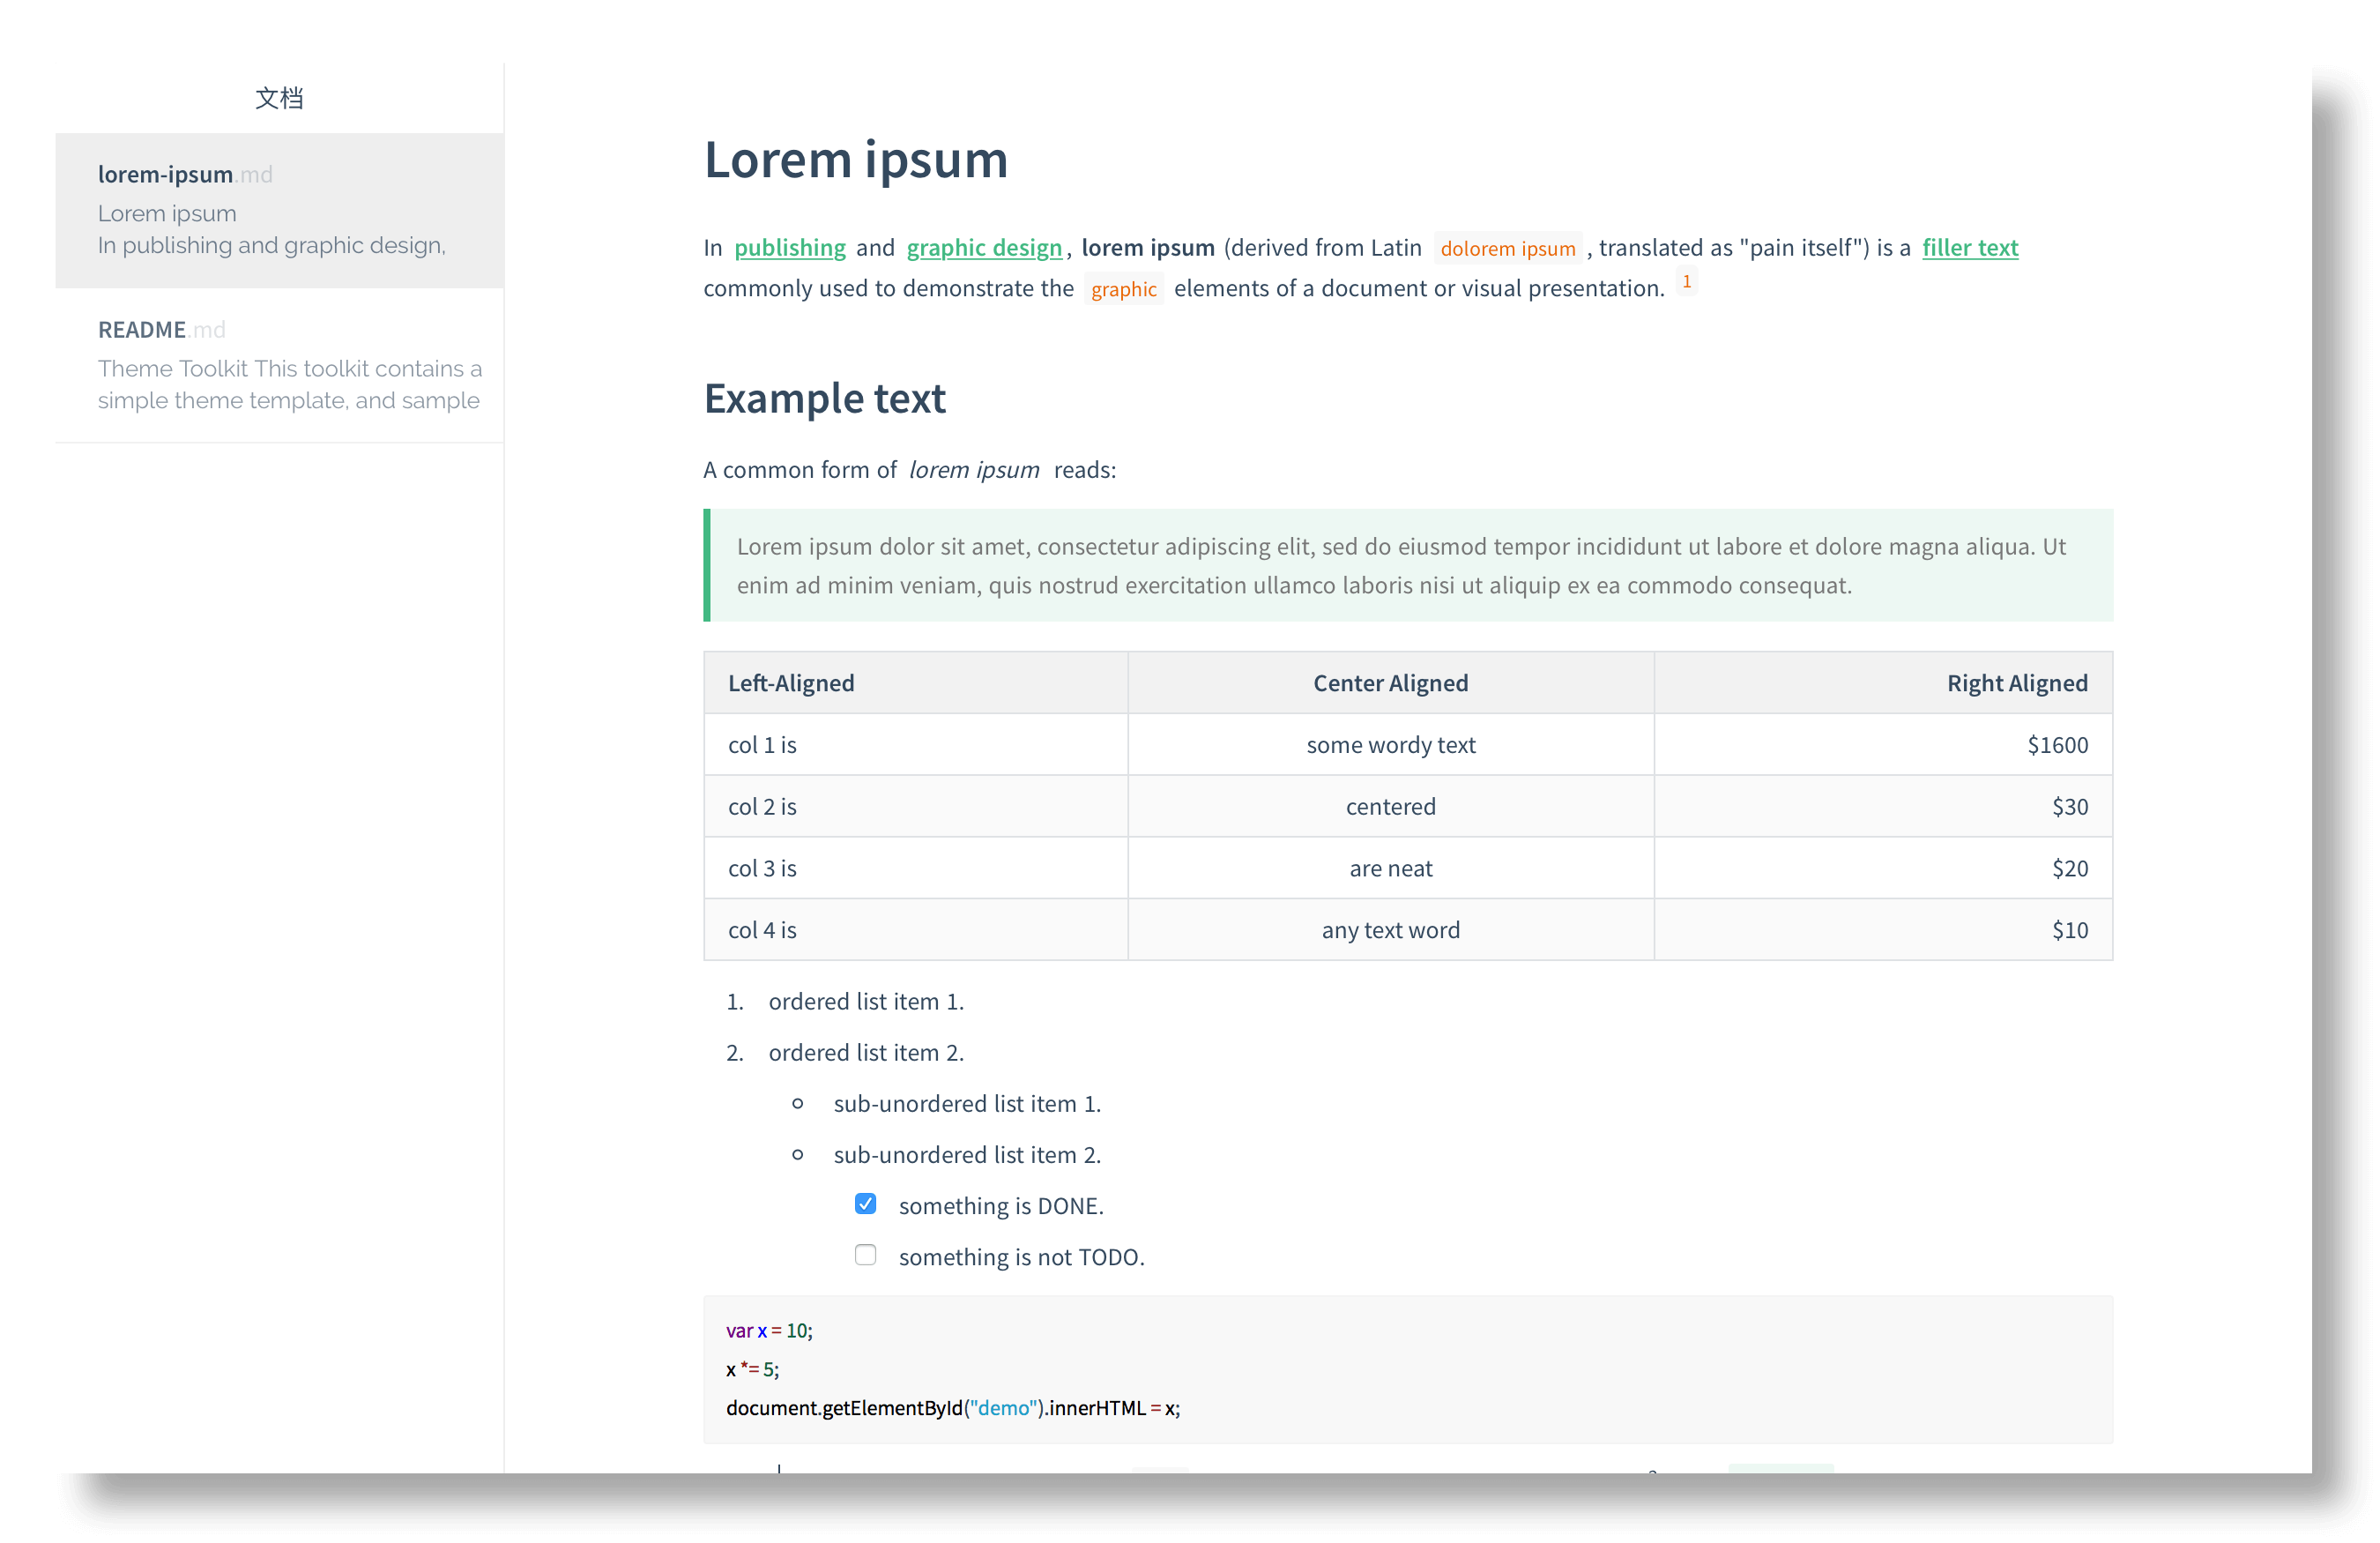 文档
lorem-ipsum.md
Lorem ipsum
In publishing and graphic design,
README.md
Theme Toolkit This toolkit contains a
simple theme template, and sample
Lorem ipsum
In publishing and graphic design, lorem ipsum (derived from Latin dolorem ipsum , translated as "pain itself") is a filler text
commonly used to demonstrate the graphic elements of a document or visual presentation. 1
Example text
A common form of lorem ipsum reads:
Lorem ipsum dolor sit amet, consectetur adipiscing elit, sed do eiusmod tempor incididunt ut labore et dolore magna aliqua. Ut
enim ad minim veniam, quis nostrud exercitation ullamco laboris nisi ut aliquip ex ea commodo consequat.
Left-Aligned Center Aligned Right Aligned
col 1 is some wordy text $1600
col 2 is centered $30
col 3 is are neat $20
col 4 is any text word $10
1. ordered list item 1.
2. ordered list item 2.
sub-unordered list item 1.
sub-unordered list item 2.
something is DONE.
something is not TODO.
var x = 10;
x *= 5;
document.getElementById("demo").innerHTML = x;